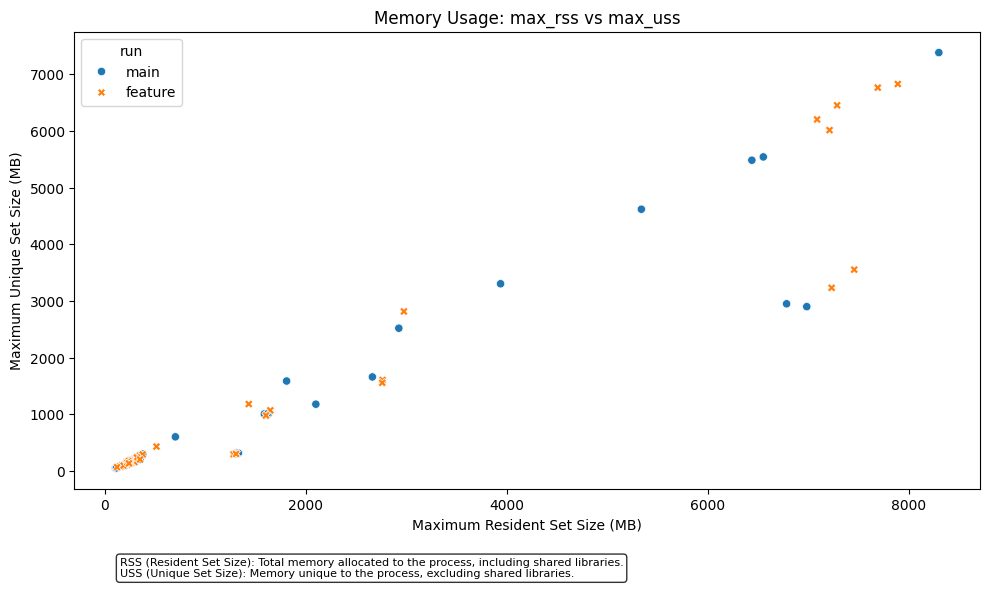 Memory Usage: max_rss vs max_uss
run
main
feature
7000
6000
5000
4000
3000
2000
1000
0
Maximum Unique Set Size (MB)
0 2000 4000 6000 8000
Maximum Resident Set Size (MB)
RSS (Resident Set Size): Total memory allocated to the process, including shared libraries.
USS (Unique Set Size): Memory unique to the process, excluding shared libraries.